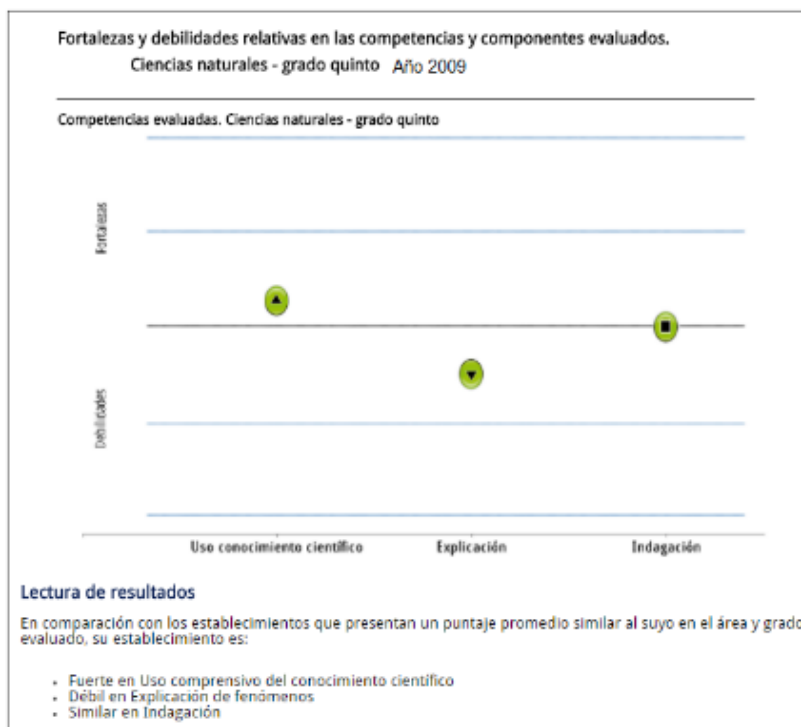 Fortalezas y debilidades relativas en las competencias y componentes evaluados.
Ciencias naturales - grado quinto Año 2009
Competencias evaluadas. Ciencias naturales - grado quinto
Fortalezas
Debilidades
Uso conocimiento científico
Explicación
Indagación
Lectura de resultados
En comparación con los establecimientos que presentan un puntaje promedio similar al suyo en el área y grado
evaluado, su establecimiento es:
• Fuerte en Uso comprensivo del conocimiento científico
• Débil en Explicación de fenómenos
• Similar en Indagación